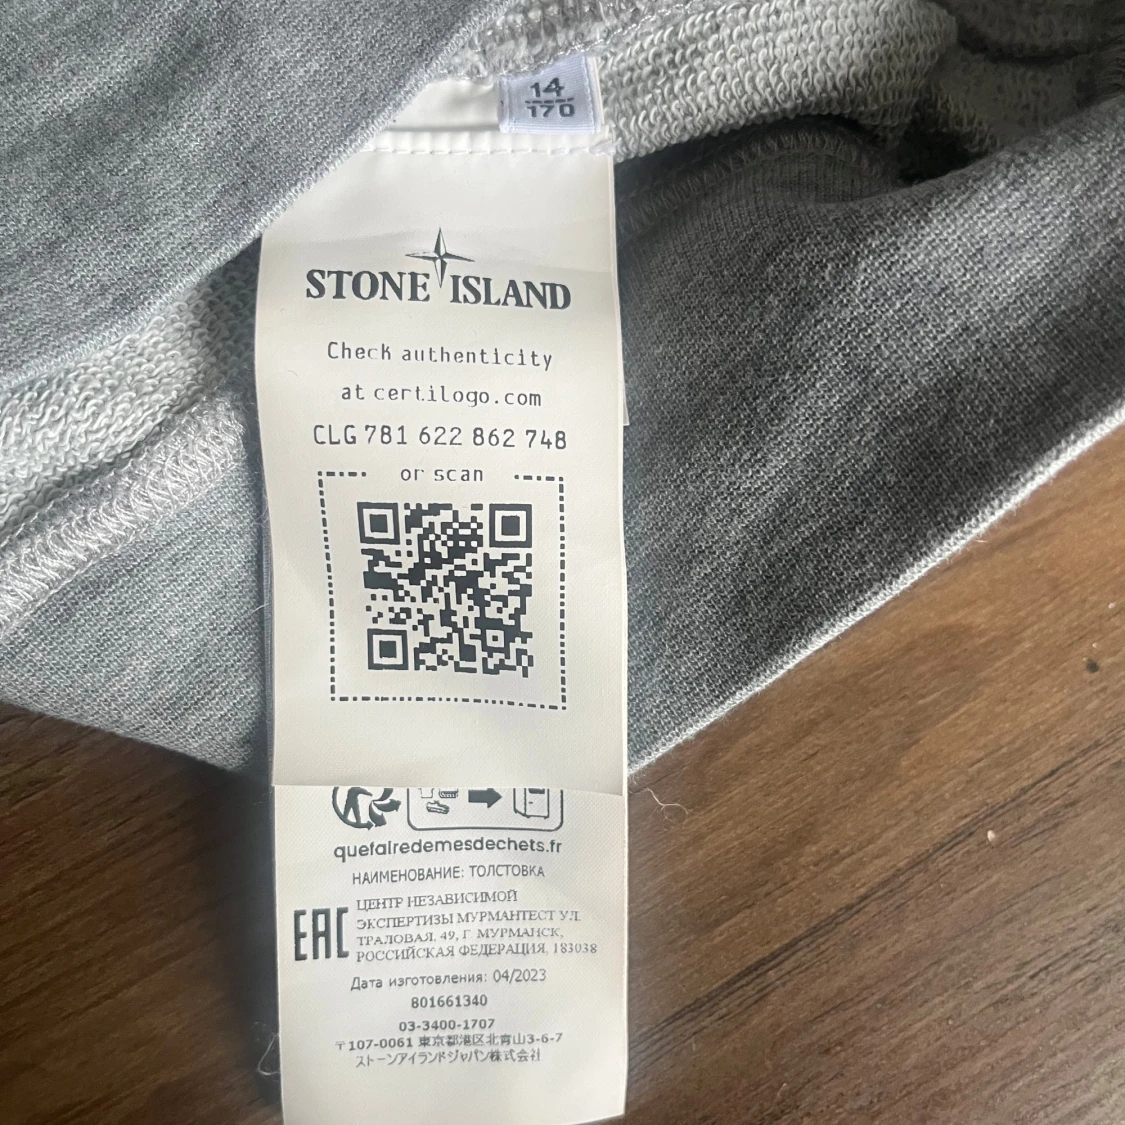 14
170
STONE ISLAND
Check authenticity
at certilogo.com
CLG 781 622 862 748
or scan
quefairedemesdechets.fr
НАИМЕНОВАНИЕ: ТОЛСТОВКА
EAC
ЦЕНТР НЕЗАВИСИМОЙ
ЭКСПЕРТИЗЫ МУРМАНТЕСТ УЛ.
ТРАЛОВАЯ, 49, Г. МУРМАНСК,
РОССИЙСКАЯ ФЕДЕРАЦИЯ, 183038
Дата изготовления: 04/2023
801661340
03-3400-1707
〒107-0061 東京都港区北青山3-6-7
ストーンアイランドジャパン株式会社